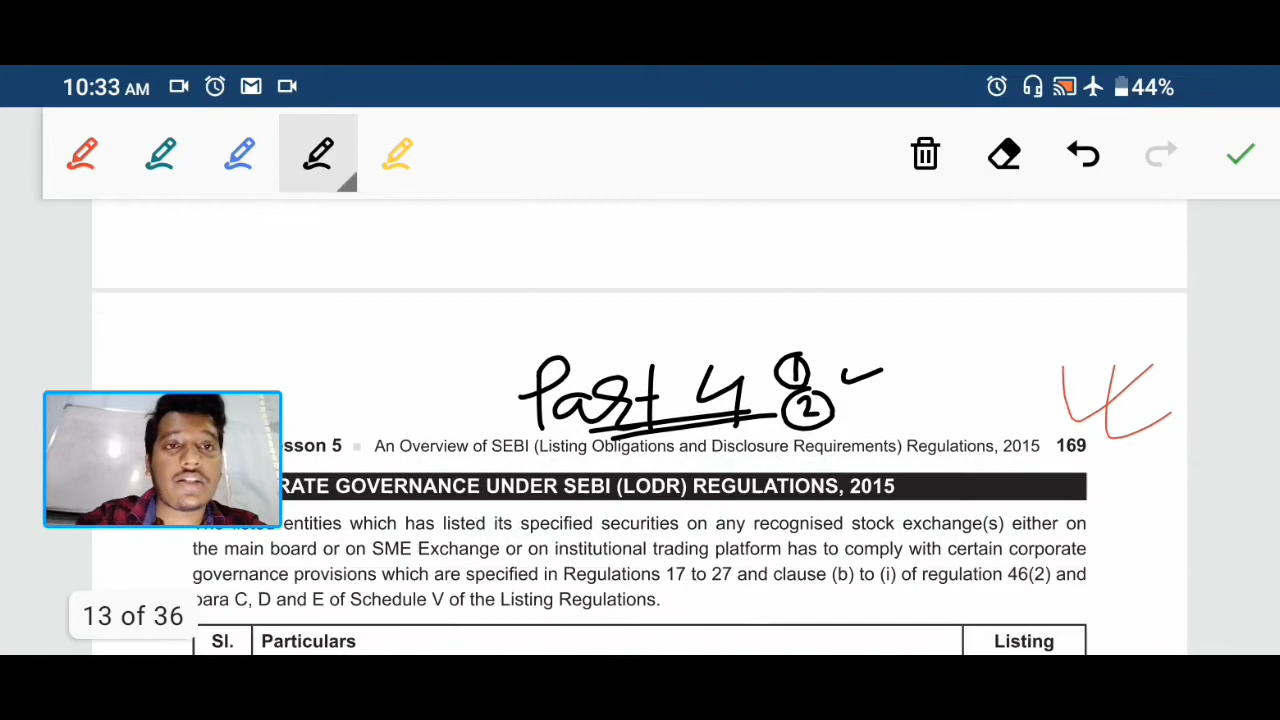 10:33 AM 44%
Part 4 ① ✓
②
sson 5 ■ An Overview of SEBI (Listing Obligations and Disclosure Requirements) Regulations, 2015 169
RATE GOVERNANCE UNDER SEBI (LODR) REGULATIONS, 2015
entities which has listed its specified securities on any recognised stock exchange(s) either on
the main board or on SME Exchange or on institutional trading platform has to comply with certain corporate
governance provisions which are specified in Regulations 17 to 27 and clause (b) to (i) of regulation 46(2) and
para C, D and E of Schedule V of the Listing Regulations.
13 of 36
Sl. Particulars Listing